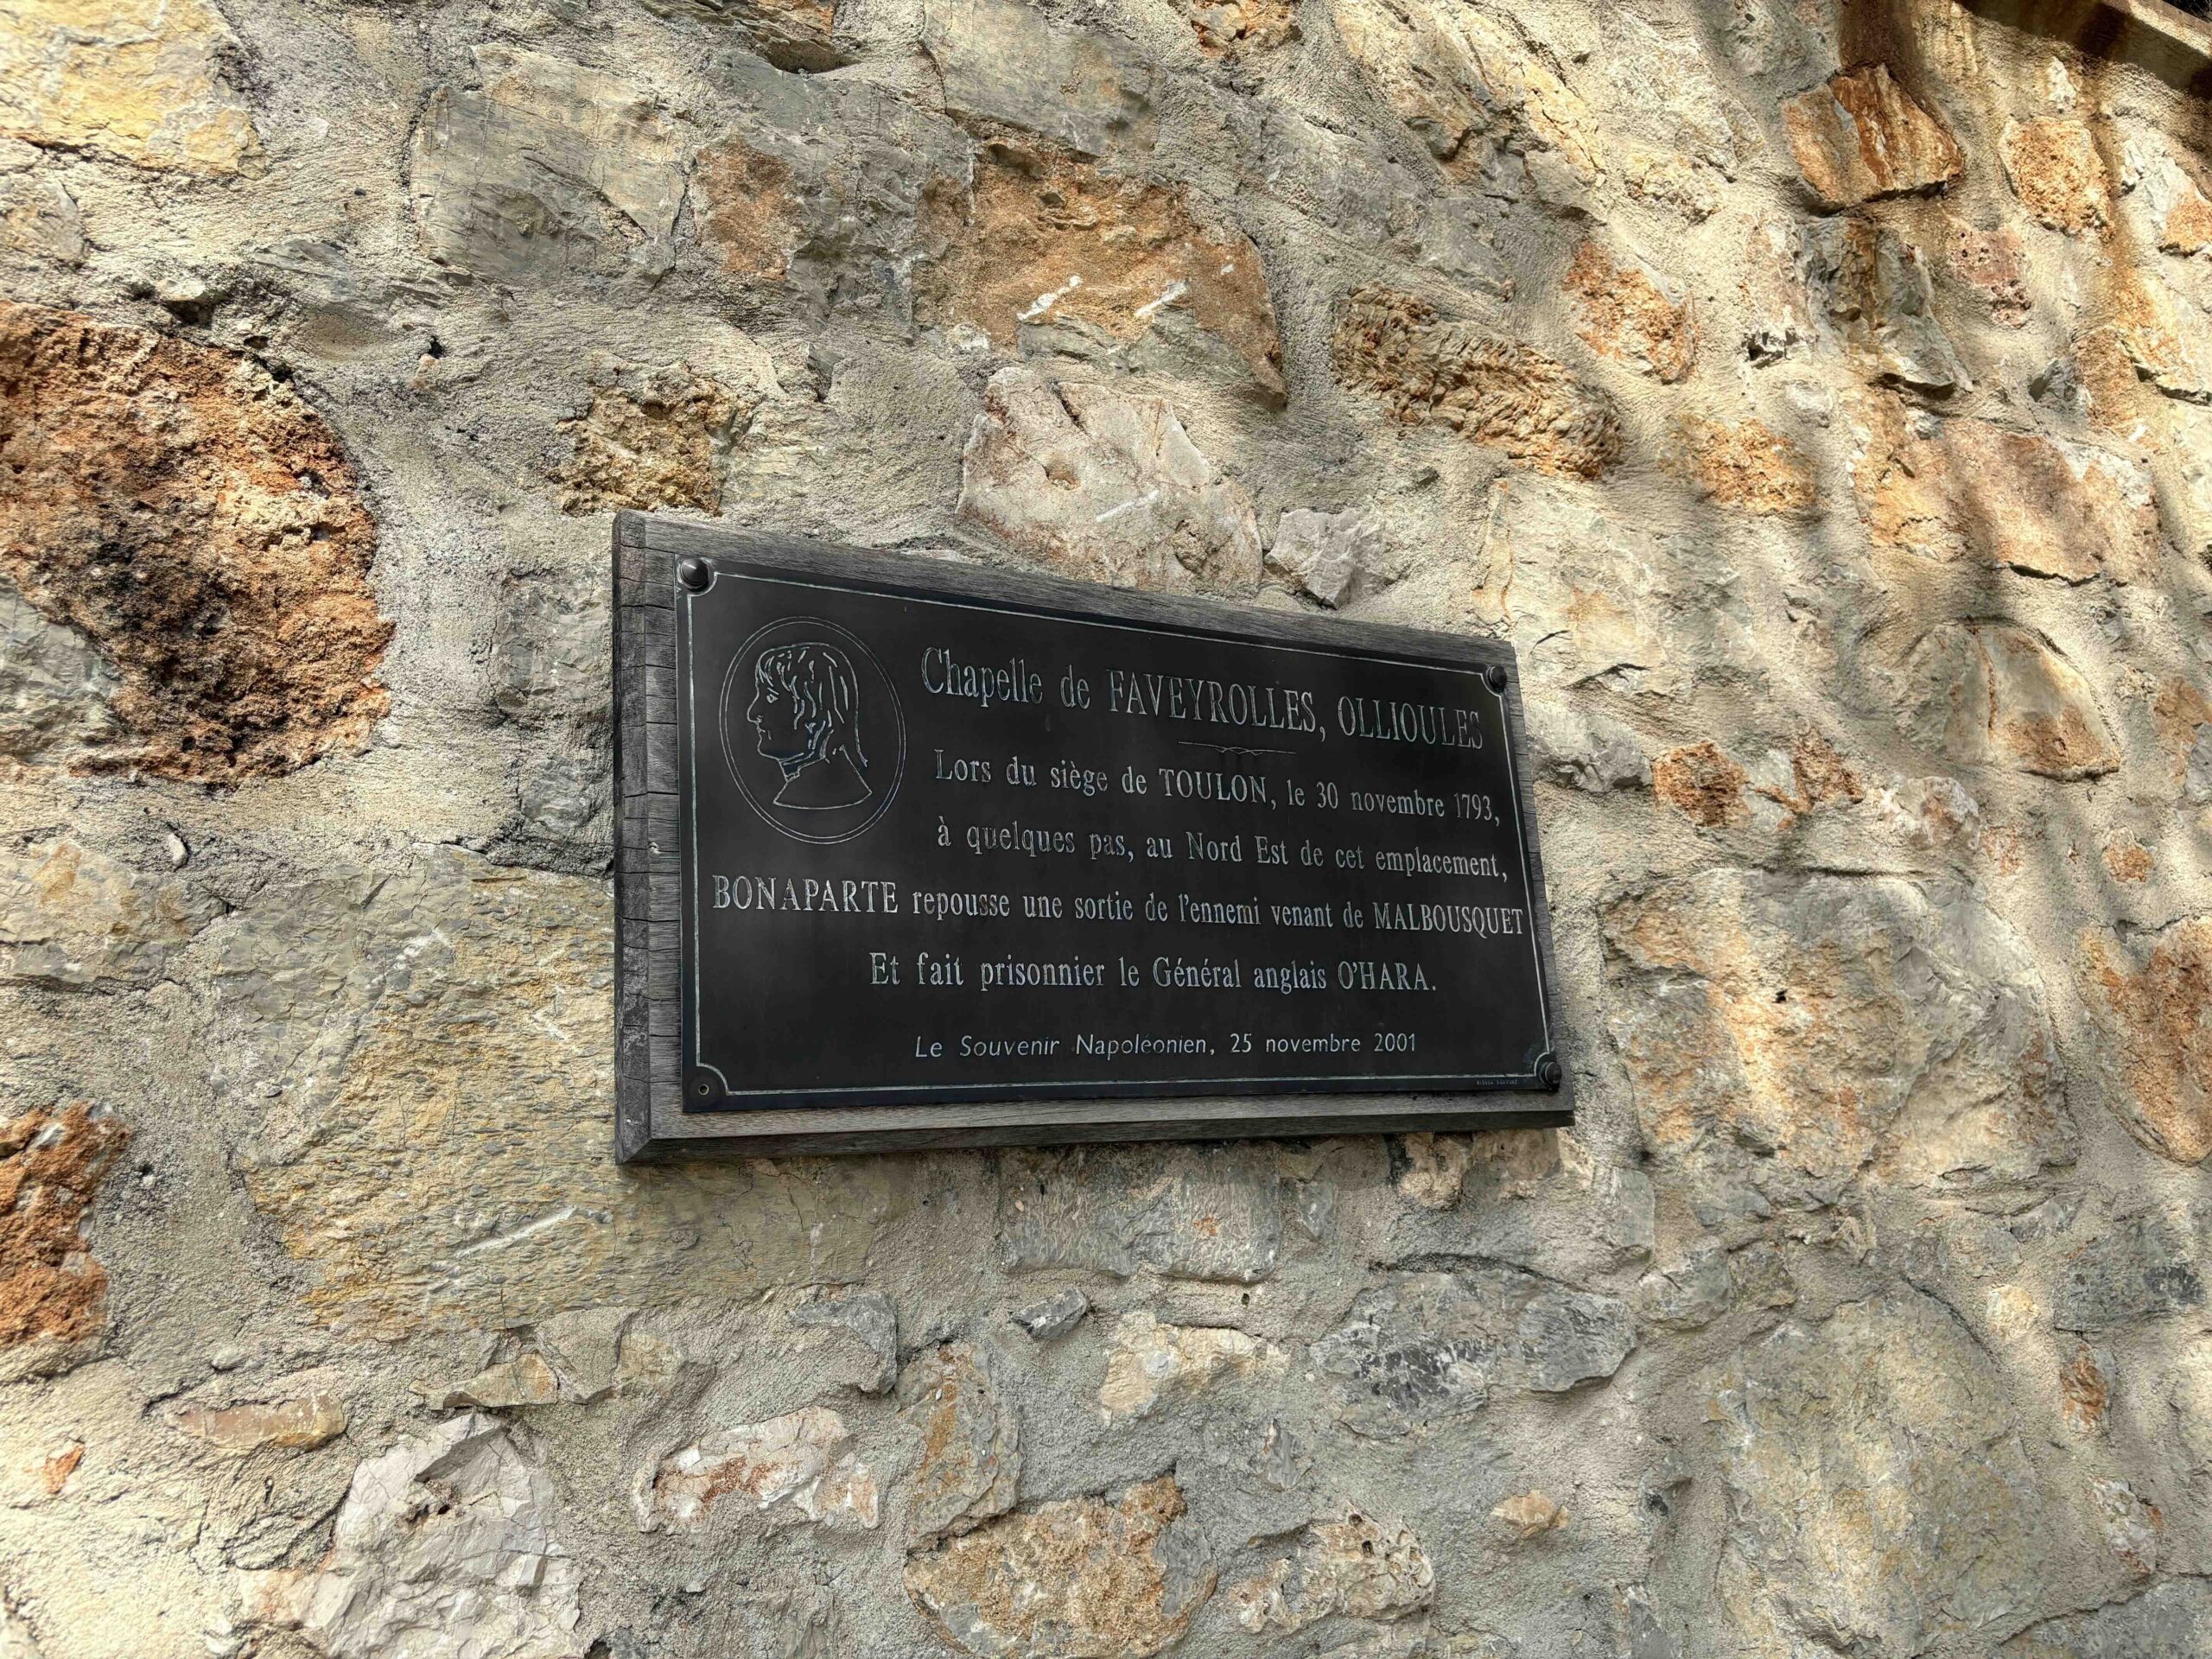 Chapelle de FAVEYROLLES, OLLIOULES
Lors du siège de TOULON, le 30 novembre 1793,
à quelques pas, au Nord Est de cet emplacement,
BONAPARTE repousse une sortie de l'ennemi venant de MALBOUSQUET
Et fait prisonnier le Général anglais O'HARA.
Le Souvenir Napoléonien, 25 novembre 2001